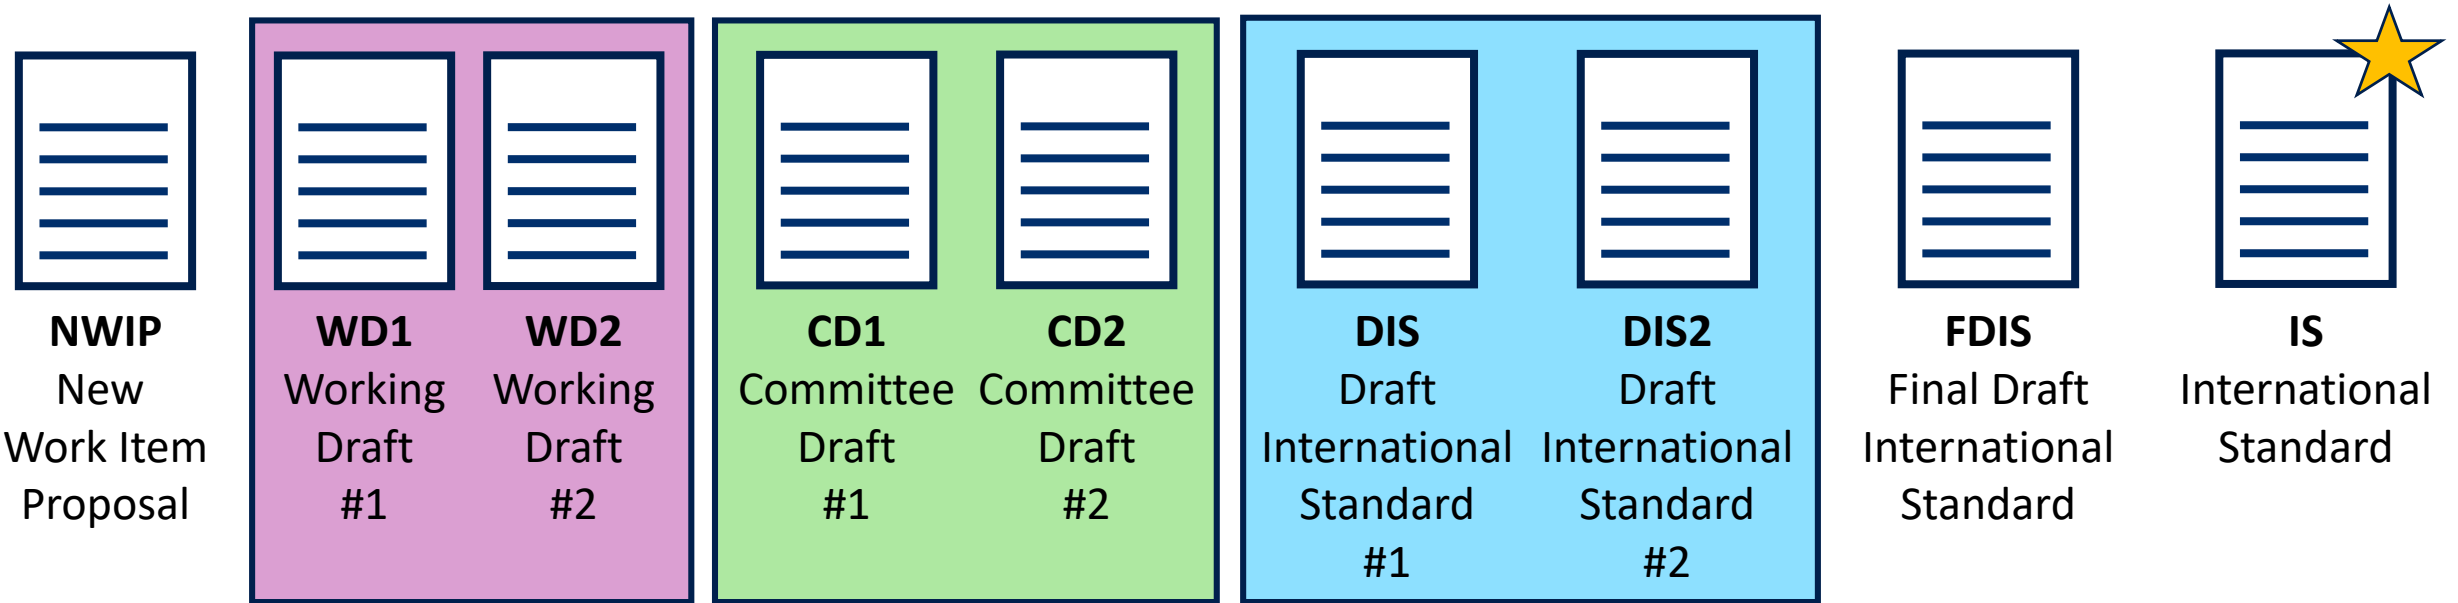 NWIP
New
Work Item
Proposal
WD1
Working
Draft
#1
WD2
Working
Draft
#2
CD1
Committee
Draft
#1
CD2
Committee
Draft
#2
DIS
Draft
International
Standard
#1
DIS2
Draft
International
Standard
#2
FDIS
Final Draft
International
Standard
IS
International
Standard